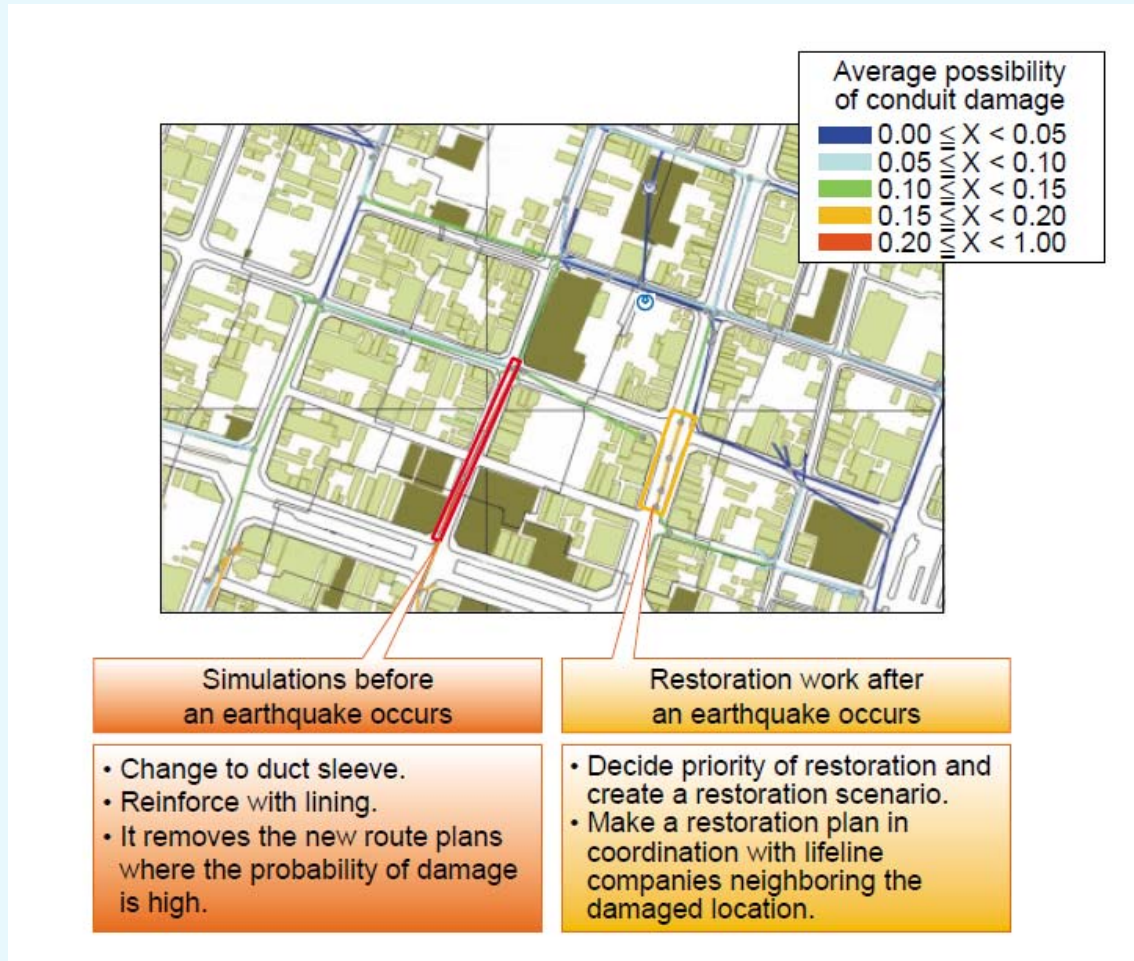 Average possibility
of conduit damage
0.00 ≦ X < 0.05
0.05 ≦ X < 0.10
0.10 ≦ X < 0.15
0.15 ≦ X < 0.20
0.20 ≦ X < 1.00
Simulations before
an earthquake occurs
• Change to duct sleeve.
• Reinforce with lining.
• It removes the new route plans
where the probability of damage
is high.
Restoration work after
an earthquake occurs
• Decide priority of restoration and
create a restoration scenario.
• Make a restoration plan in
coordination with lifeline
companies neighboring the
damaged location.